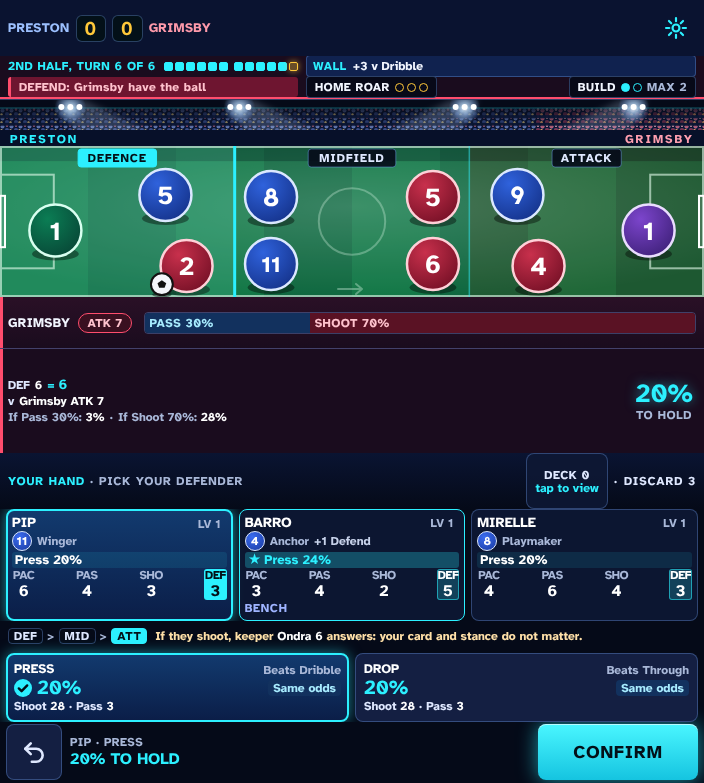 PRESTON 0 0 GRIMSBY
2ND HALF, TURN 6 OF 6
WALL +3 v Dribble
DEFEND: Grimsby have the ball
HOME ROAR
BUILD MAX 2
PRESTON GRIMSBY
DEFENCE MIDFIELD ATTACK
5 8 5 9
1 1
2 11 6 4
GRIMSBY ATK 7 PASS 30% SHOOT 70%
DEF 6 = 6
v Grimsby ATK 7
If Pass 30%: 3% · If Shoot 70%: 28%
20%
TO HOLD
YOUR HAND · PICK YOUR DEFENDER
DECK 0
tap to view
· DISCARD 3
PIP LV 1
11 Winger
Press 20%
PAC PAS SHO DEF
6 4 3 3
BARRO LV 1
4 Anchor +1 Defend
★ Press 24%
PAC PAS SHO DEF
3 4 2 5
BENCH
MIRELLE LV 1
8 Playmaker
Press 20%
PAC PAS SHO DEF
4 6 4 3
DEF > MID > ATT If they shoot, keeper Ondra 6 answers: your card and stance do not matter.
PRESS Beats Dribble
20% Same odds
Shoot 28 · Pass 3
DROP Beats Through
20% Same odds
Shoot 28 · Pass 3
PIP · PRESS
20% TO HOLD
CONFIRM